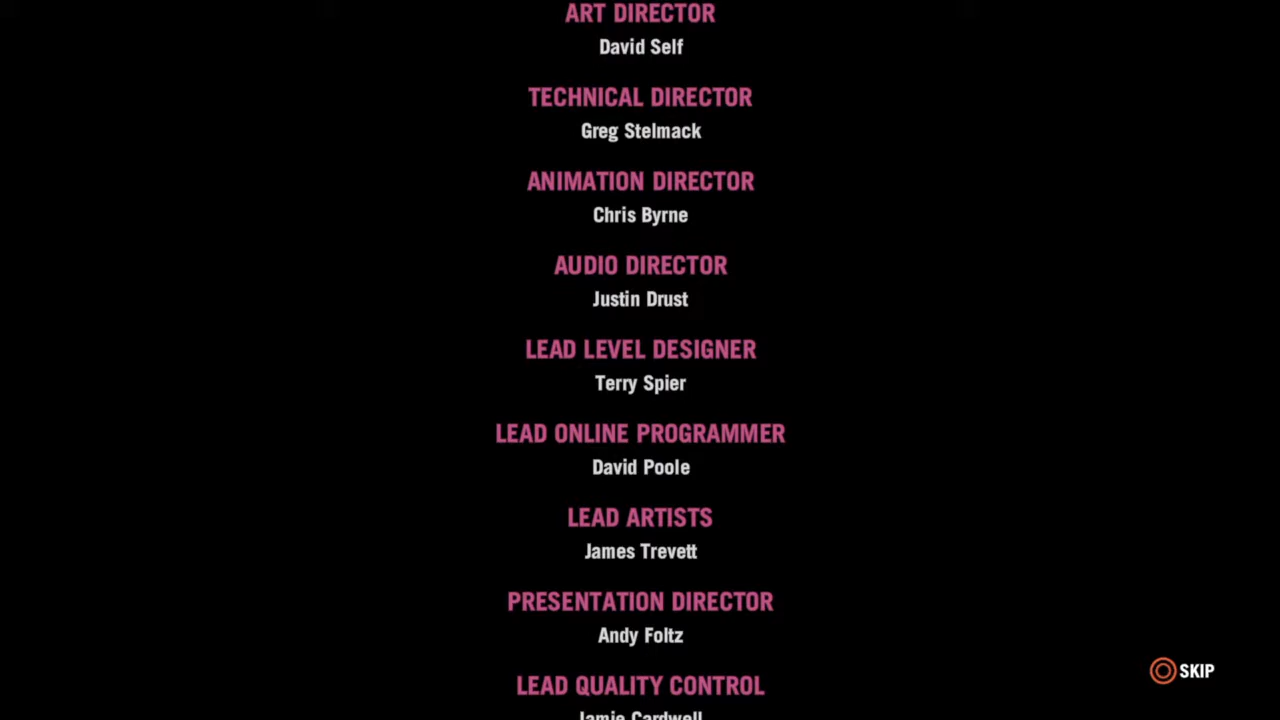 ART DIRECTOR
David Self
TECHNICAL DIRECTOR
Greg Stelmack
ANIMATION DIRECTOR
Chris Byrne
AUDIO DIRECTOR
Justin Drust
LEAD LEVEL DESIGNER
Terry Spier
LEAD ONLINE PROGRAMMER
David Poole
LEAD ARTISTS
James Trevett
PRESENTATION DIRECTOR
Andy Foltz
SKIP
LEAD QUALITY CONTROL
Jamie Cardwell